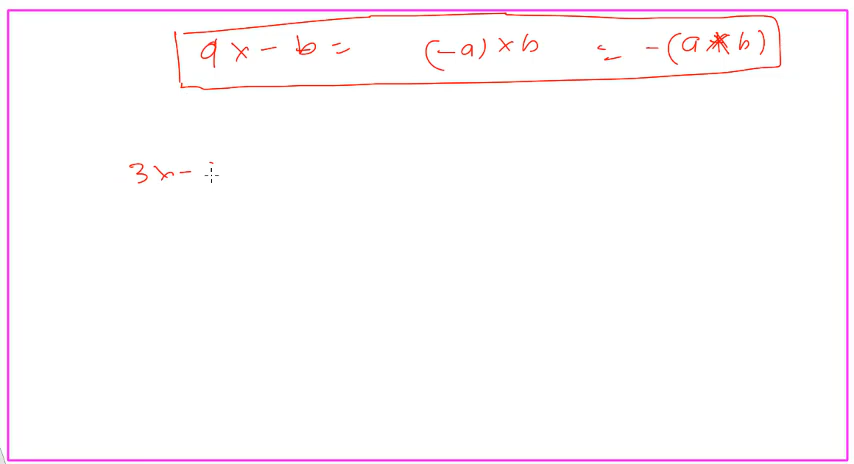 a x - b = (-a) x b = -(a x b)
3 x -